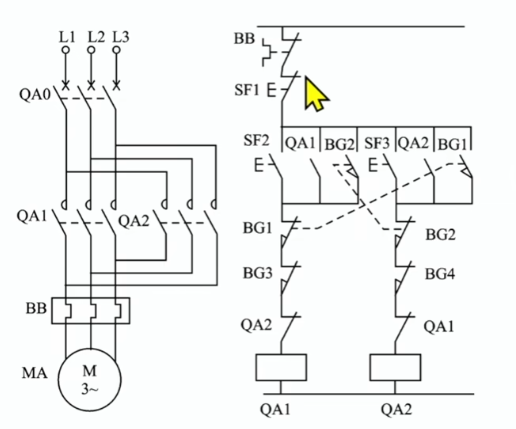 L1 L2 L3
QA0
QA1
QA2
BB
MA
M
3~
BB
SF1
SF2 QA1 BG2 SF3 QA2 BG1
BG1
BG2
BG3
BG4
QA2
QA1
QA1
QA2